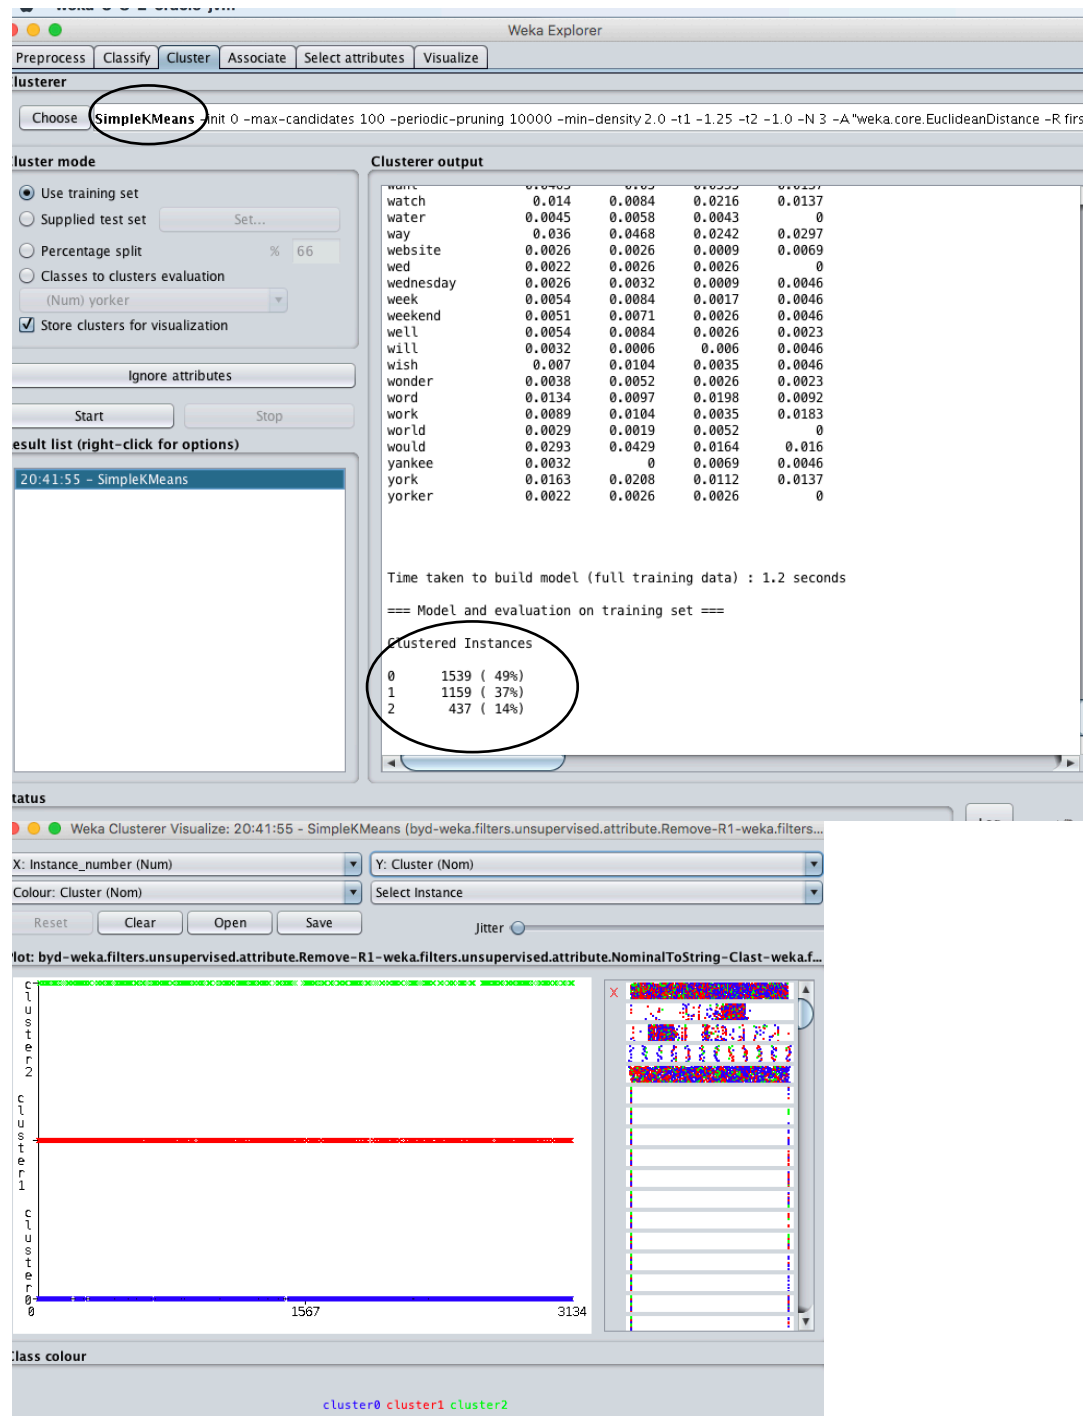 Weka Explorer
Preprocess Classify Cluster Associate Select attributes Visualize
lusterer
Choose SimpleKMeans -init 0 -max-candidates 100 -periodic-pruning 10000 -min-density 2.0 -t1 -1.25 -t2 -1.0 -N 3 -A "weka.core.EuclideanDistance -R firs
luster mode
Use training set
Supplied test set Set...
Percentage split % 66
Classes to clusters evaluation
(Num) yorker
Store clusters for visualization
Ignore attributes
Start Stop
esult list (right-click for options)
20:41:55 - SimpleKMeans
Clusterer output
watch 0.014 0.0084 0.0216 0.0137
water 0.0045 0.0058 0.0043 0
way 0.036 0.0468 0.0242 0.0297
website 0.0026 0.0026 0.0009 0.0069
wed 0.0022 0.0026 0.0026 0
wednesday 0.0026 0.0032 0.0009 0.0046
week 0.0054 0.0084 0.0017 0.0046
weekend 0.0051 0.0071 0.0026 0.0046
well 0.0054 0.0084 0.0026 0.0023
will 0.0032 0.0006 0.006 0.0046
wish 0.007 0.0104 0.0035 0.0046
wonder 0.0038 0.0052 0.0026 0.0023
word 0.0134 0.0097 0.0198 0.0092
work 0.0089 0.0104 0.0035 0.0183
world 0.0029 0.0019 0.0052 0
would 0.0293 0.0429 0.0164 0.016
yankee 0.0032 0 0.0069 0.0046
york 0.0163 0.0208 0.0112 0.0137
yorker 0.0022 0.0026 0.0026 0
Time taken to build model (full training data) : 1.2 seconds
=== Model and evaluation on training set ===
Clustered Instances
0 1539 ( 49%)
1 1159 ( 37%)
2 437 ( 14%)
tatus
Weka Clusterer Visualize: 20:41:55 - SimpleKMeans (byd-weka.filters.unsupervised.attribute.Remove-R1-weka.filters...
X: Instance_number (Num) Y: Cluster (Nom)
Colour: Cluster (Nom) Select Instance
Reset Clear Open Save Jitter
lot: byd-weka.filters.unsupervised.attribute.Remove-R1-weka.filters.unsupervised.attribute.NominalToString-Clast-weka.f...
cluster2
cluster1
cluster0
0 1567 3134
X
lass colour
cluster0 cluster1 cluster2